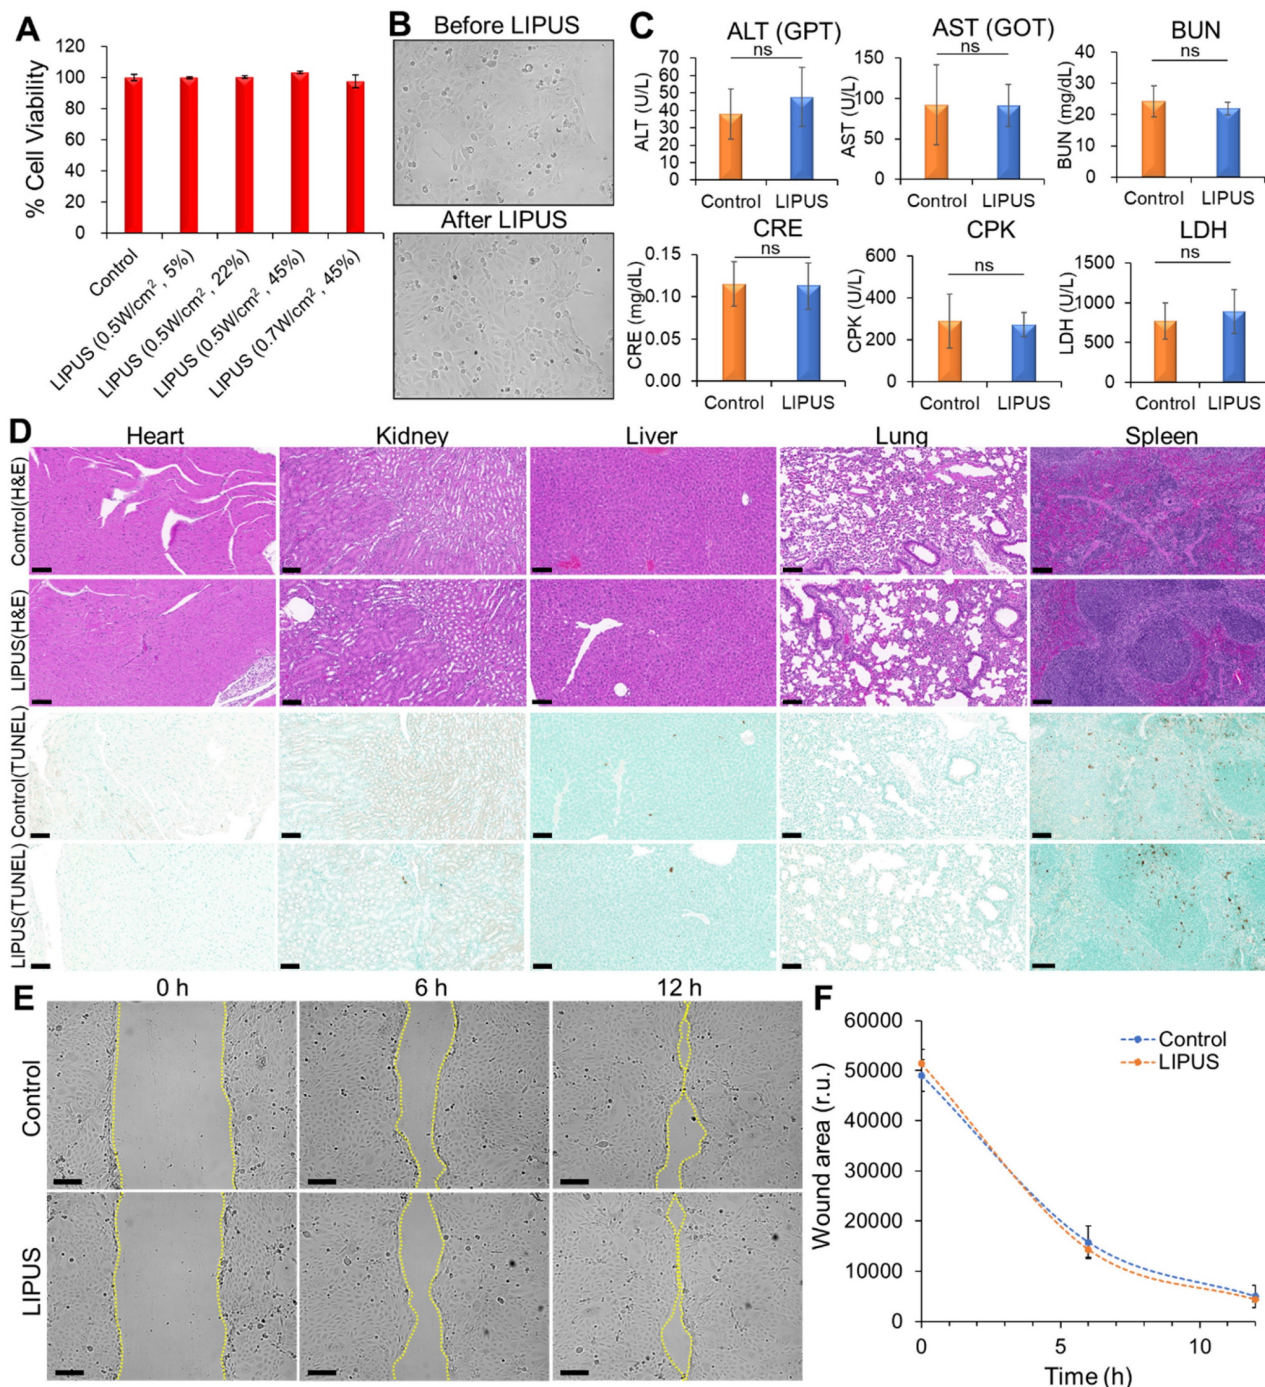 A
120
100
80
60
40
20
0
% Cell Viability
Control
LIPUS (0.5W/cm², 5%)
LIPUS (0.5W/cm², 22%)
LIPUS (0.5W/cm², 45%)
LIPUS (0.7W/cm², 45%)
B
Before LIPUS
After LIPUS
C
ALT (GPT)
ns
70
60
50
40
30
20
10
0
ALT (U/L)
Control LIPUS
AST (GOT)
ns
150
100
50
0
AST (U/L)
Control LIPUS
BUN
ns
40
30
20
10
0
BUN (mg/dL)
Control LIPUS
CRE
ns
0.15
0.10
0.05
0.00
CRE (mg/dL)
Control LIPUS
CPK
ns
600
400
200
0
CPK (U/L)
Control LIPUS
LDH
ns
1500
1000
500
0
LDH (U/L)
Control LIPUS
D
Heart Kidney Liver Lung Spleen
Control(H&E)
LIPUS(H&E)
Control(TUNEL)
LIPUS(TUNEL)
E
0 h 6 h 12 h
Control
LIPUS
F
60000
50000
40000
30000
20000
10000
0
Wound area (r.u.)
Control
LIPUS
0 5 10
Time (h)